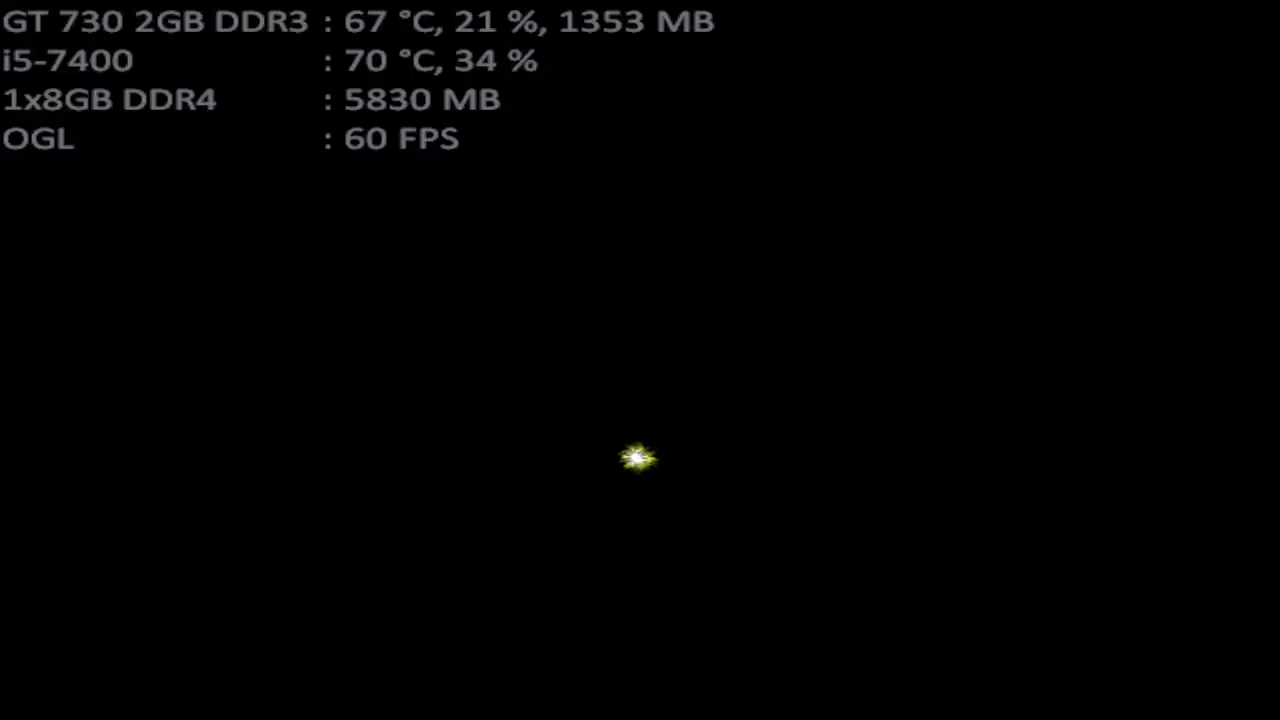 GT 730 2GB DDR3 : 67 °C, 21 %, 1353 MB
i5-7400 : 70 °C, 34 %
1x8GB DDR4 : 5830 MB
OGL : 60 FPS